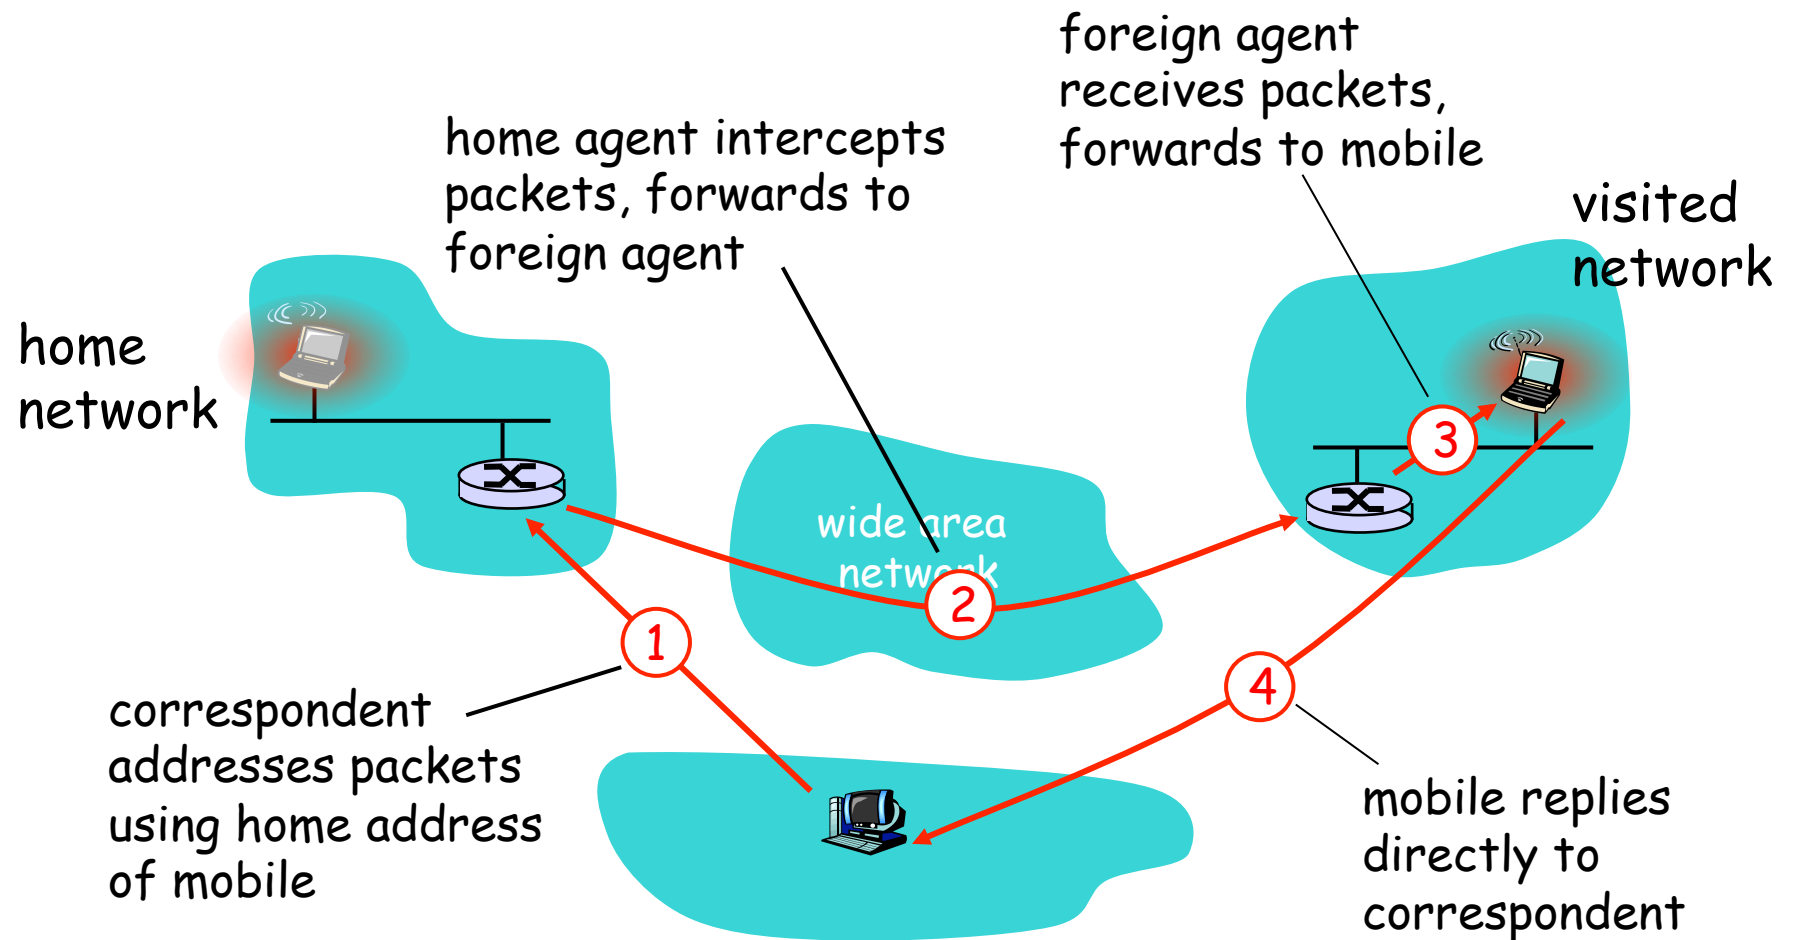 foreign agent
receives packets,
forwards to mobile
home agent intercepts
packets, forwards to
foreign agent
visited
network
home
network
3
wide area
network
2
1
4
correspondent
addresses packets
using home address
of mobile
mobile replies
directly to
correspondent